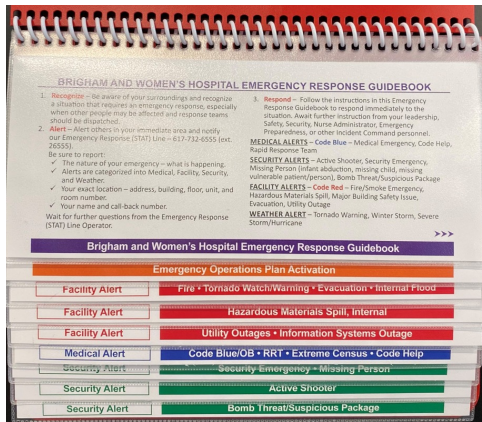 BRIGHAM AND WOMEN'S HOSPITAL EMERGENCY RESPONSE GUIDEBOOK
1. Recognize – Be aware of your surroundings and recognize
a situation that requires an emergency response, especially
when other people may be affected and response teams
should be dispatched.
2. Alert – Alert others in your immediate area and notify
our Emergency Response (STAT) Line – 617-732-6555 (ext.
26555).
Be sure to report:
✓ The nature of your emergency – what is happening.
✓ Alerts are categorized into Medical, Facility, Security,
and Weather.
✓ Your exact location – address, building, floor, unit, and
room number.
✓ Your name and call-back number.
Wait for further questions from the Emergency Response
(STAT) Line Operator.
3. Respond – Follow the instructions in this Emergency
Response Guidebook to respond immediately to the
situation. Await further instruction from your leadership,
Safety, Security, Nurse Administrator, Emergency
Preparedness, or other Incident Command personnel.
MEDICAL ALERTS – Code Blue – Medical Emergency, Code Help,
Rapid Response Team
SECURITY ALERTS – Active Shooter, Security Emergency,
Missing Person (infant abduction, missing child, missing
vulnerable patient/person), Bomb Threat/Suspicious Package
FACILITY ALERTS – Code Red – Fire/Smoke Emergency,
Hazardous Materials Spill, Major Building Safety Issue,
Evacuation, Utility Outage
WEATHER ALERT – Tornado Warning, Winter Storm, Severe
Storm/Hurricane
>>>
Brigham and Women's Hospital Emergency Response Guidebook
Emergency Operations Plan Activation
Facility Alert Fire • Tornado Watch/Warning • Evacuation • Internal Flood
Facility Alert Hazardous Materials Spill, Internal
Facility Alert Utility Outages • Information Systems Outage
Medical Alert Code Blue/OB • RRT • Extreme Census • Code Help
Security Alert Security Emergency • Missing Person
Security Alert Active Shooter
Security Alert Bomb Threat/Suspicious Package